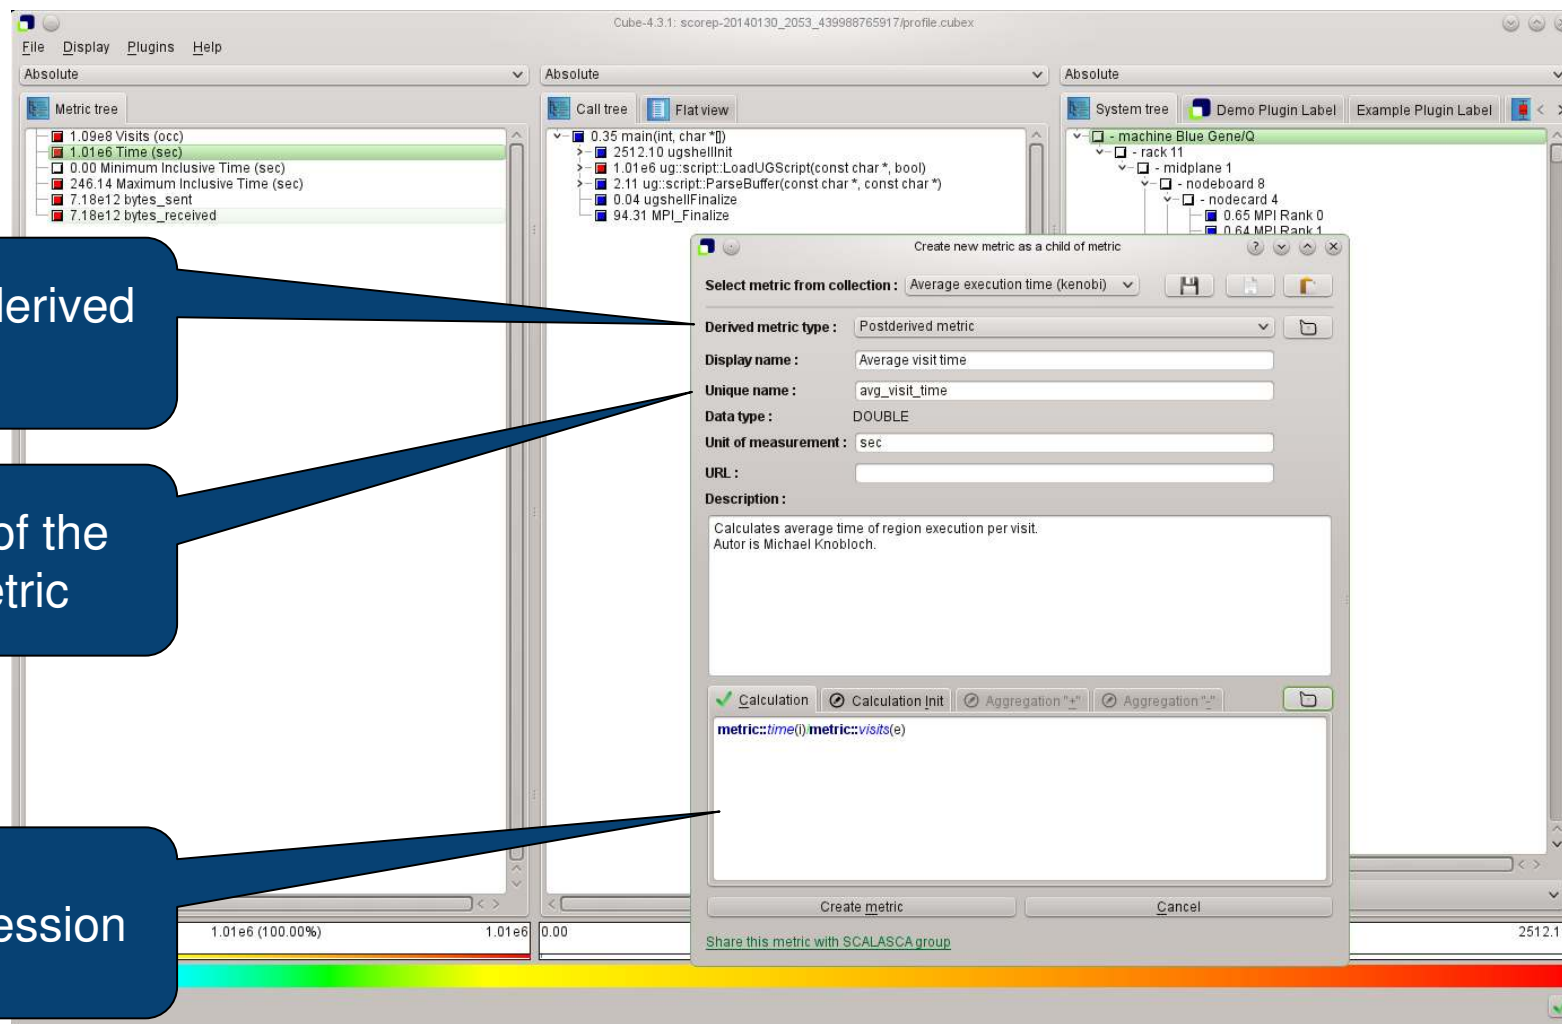 Cube-4.3.1: scorep-20140130_2053_439988765917/profile.cubex
File Display Plugins Help
Absolute
Absolute
Absolute
Metric tree
Call tree
Flat view
System tree
Demo Plugin Label
Example Plugin Label
1.09e8 Visits (occ)
1.01e6 Time (sec)
0.00 Minimum Inclusive Time (sec)
246.14 Maximum Inclusive Time (sec)
7.18e12 bytes_sent
7.18e12 bytes_received
0.35 main(int, char *[])
2512.10 ugshellInit
1.01e6 ug::script::LoadUGScript(const char *, bool)
2.11 ug::script::ParseBuffer(const char *, const char *)
0.04 ugshellFinalize
94.31 MPI_Finalize
- machine Blue Gene/Q
- rack 11
- midplane 1
- nodeboard 8
- nodecard 4
0.65 MPI Rank 0
0.64 MPI Rank 1
derived
of the
etric
ession
Create new metric as a child of metric
Select metric from collection : Average execution time (kenobi)
Derived metric type : Postderived metric
Display name : Average visit time
Unique name : avg_visit_time
Data type : DOUBLE
Unit of measurement : sec
URL :
Description :
Calculates average time of region execution per visit.
Autor is Michael Knobloch.
Calculation
Calculation Init
Aggregation "+"
Aggregation "-"
metric::time(i)/metric::visits(e)
Create metric
Cancel
Share this metric with SCALASCA group
1.01e6 (100.00%)
1.01e6
0.00
2512.1